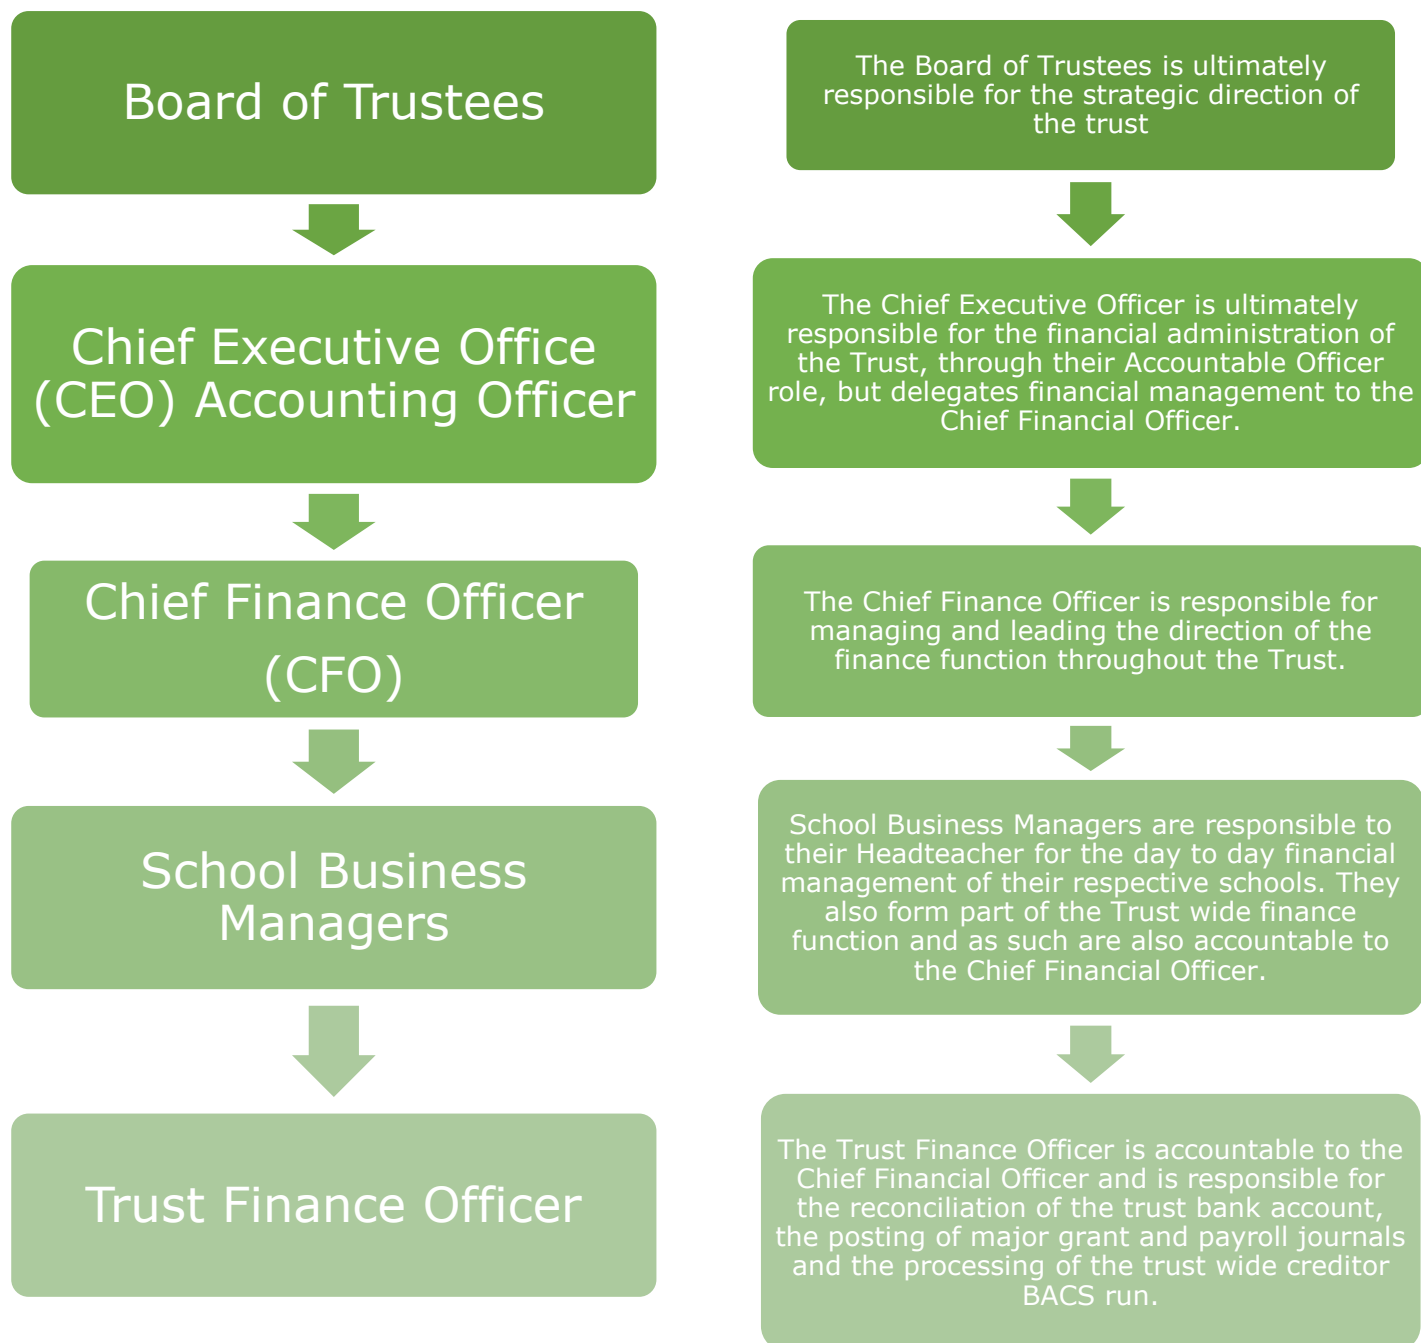 Board of Trustees
The Board of Trustees is ultimately
responsible for the strategic direction of
the trust
Chief Executive Office
(CEO) Accounting Officer
The Chief Executive Officer is ultimately
responsible for the financial administration of
the Trust, through their Accountable Officer
role, but delegates financial management to the
Chief Financial Officer.
Chief Finance Officer
(CFO)
The Chief Finance Officer is responsible for
managing and leading the direction of the
finance function throughout the Trust.
School Business
Managers
School Business Managers are responsible to
their Headteacher for the day to day financial
management of their respective schools. They
also form part of the Trust wide finance
function and as such are also accountable to
the Chief Financial Officer.
Trust Finance Officer
The Trust Finance Officer is accountable to the
Chief Financial Officer and is responsible for
the reconciliation of the trust bank account,
the posting of major grant and payroll journals
and the processing of the trust wide creditor
BACS run.